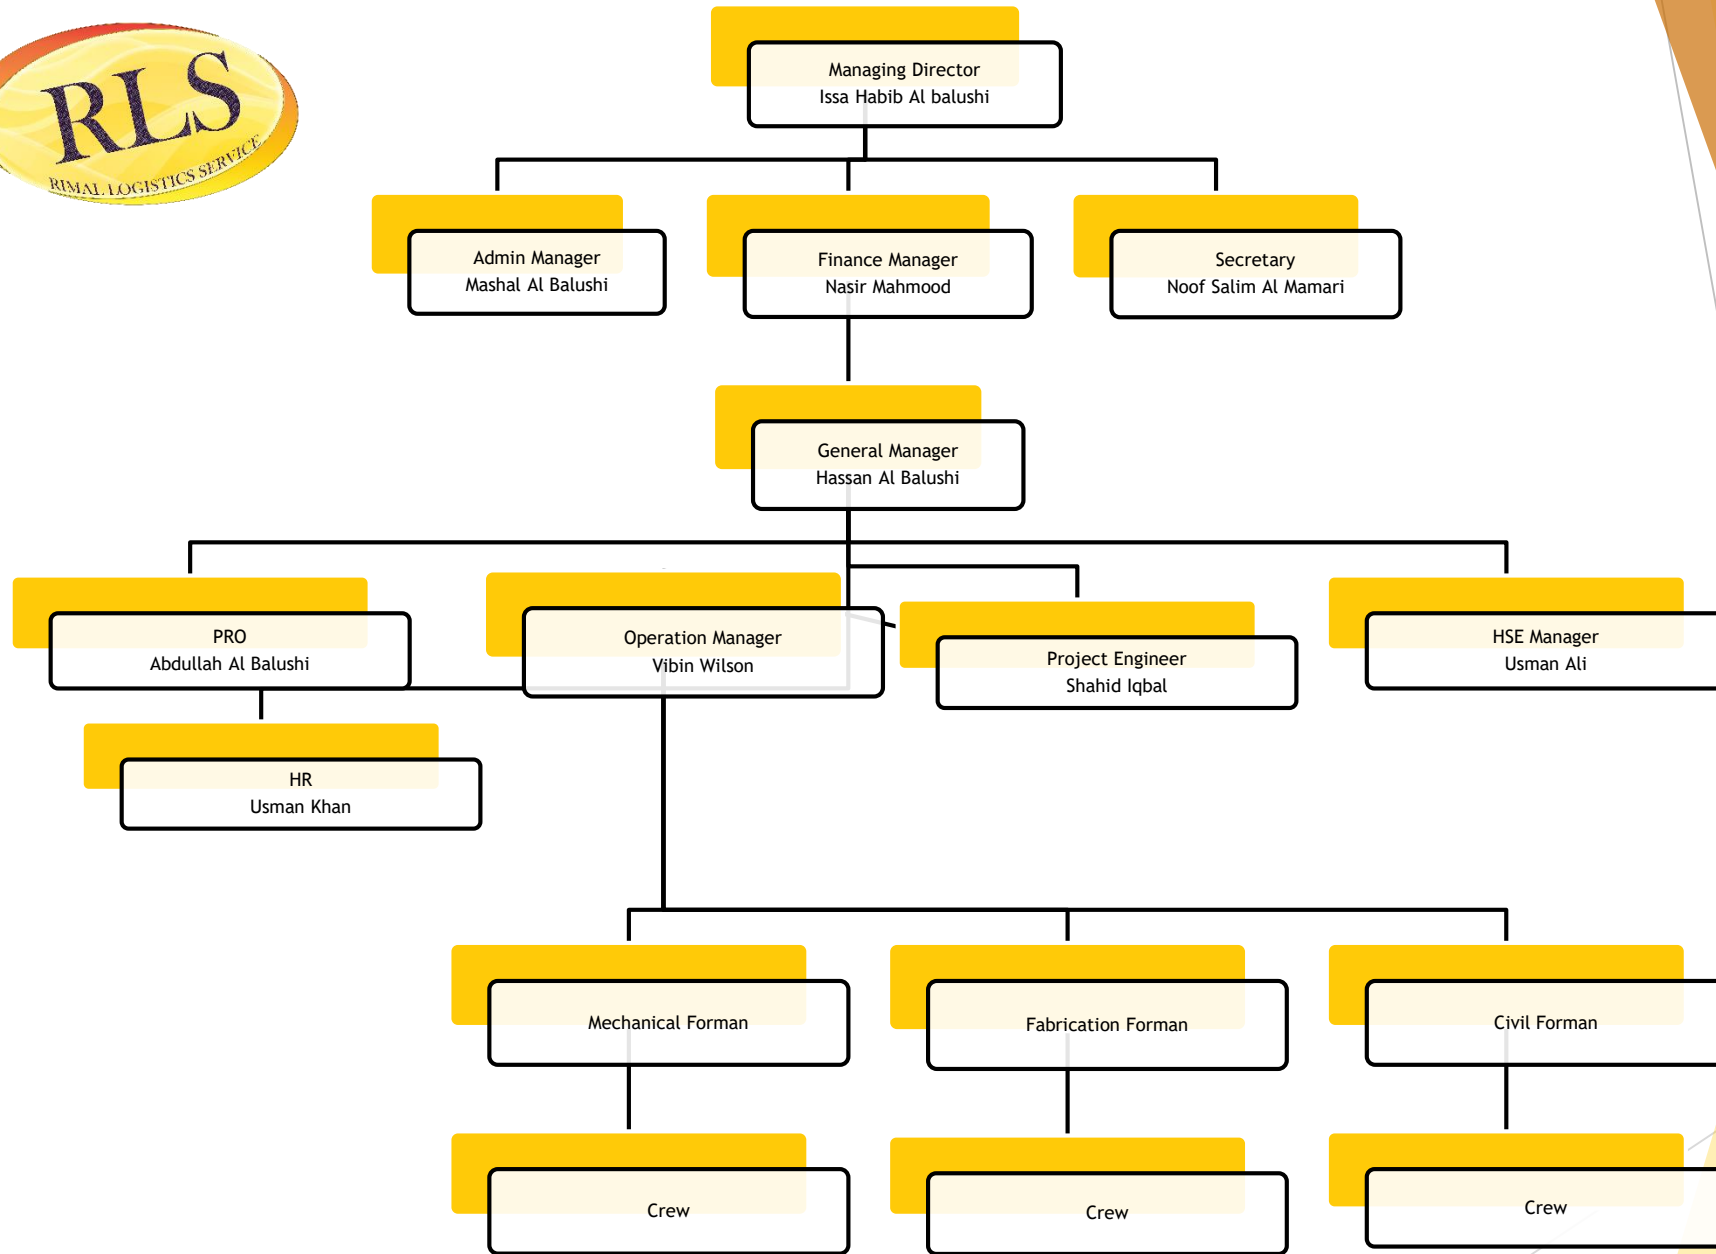 RLS
RIMAL LOGISTICS SERVICE
Managing Director
Issa Habib Al balushi
Admin Manager
Mashal Al Balushi
Finance Manager
Nasir Mahmood
Secretary
Noof Salim Al Mamari
General Manager
Hassan Al Balushi
PRO
Abdullah Al Balushi
Operation Manager
Vibin Wilson
Project Engineer
Shahid Iqbal
HSE Manager
Usman Ali
HR
Usman Khan
Mechanical Forman
Fabrication Forman
Civil Forman
Crew
Crew
Crew